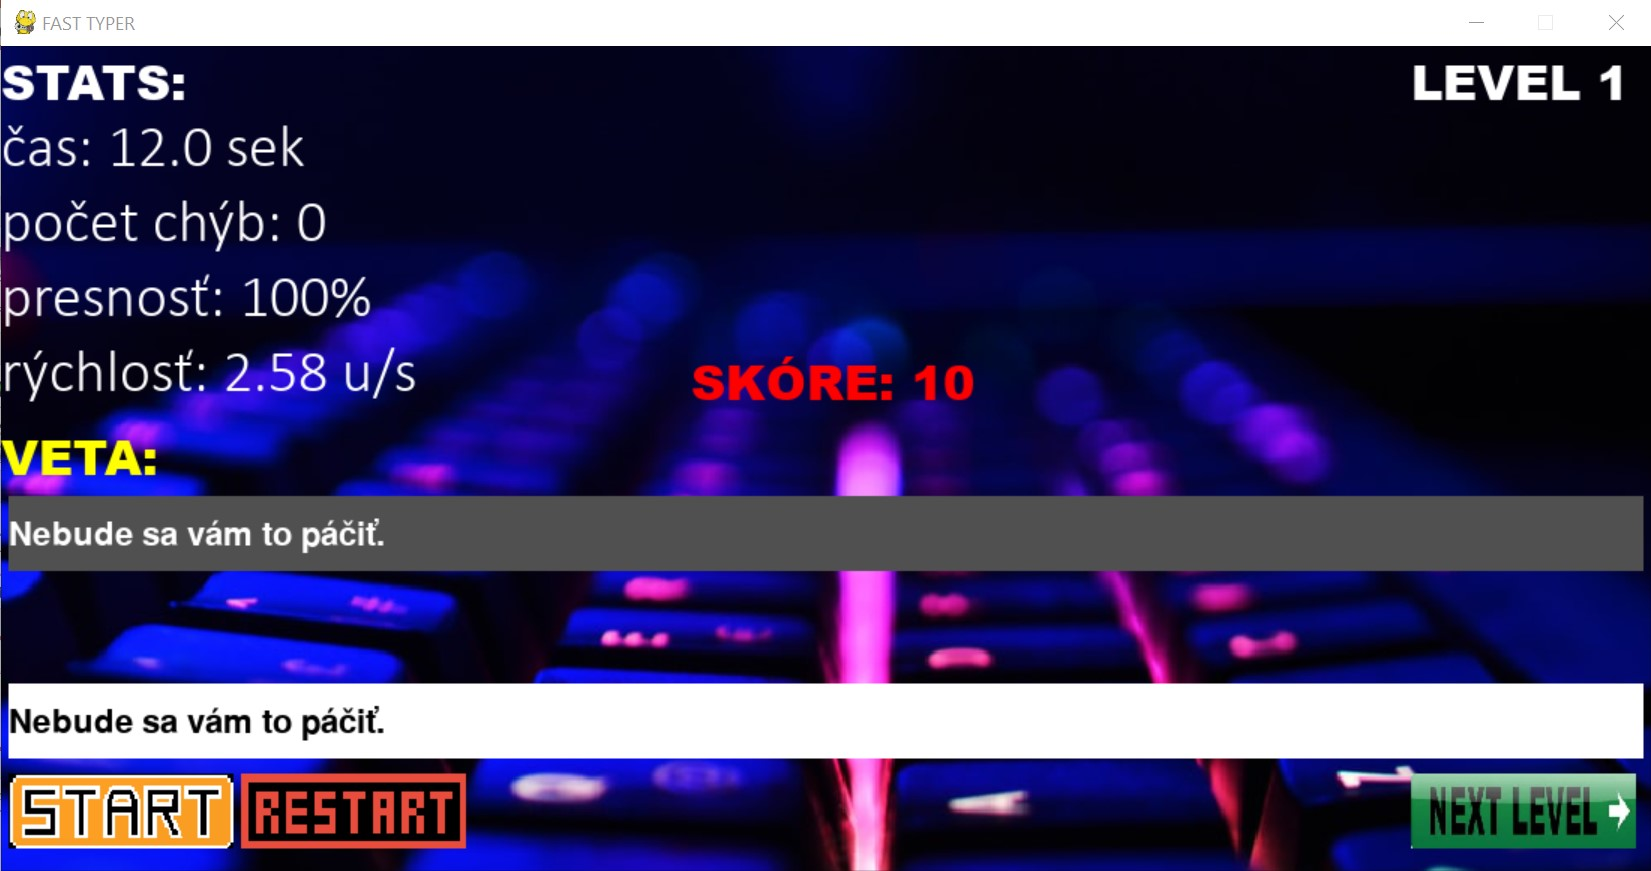 FAST TYPER
STATS:
LEVEL 1
čas: 12.0 sek
počet chýb: 0
presnosť: 100%
rýchlosť: 2.58 u/s
SKÓRE: 10
VETA:
Nebude sa vám to páčiť.
Nebude sa vám to páčiť.
START
RESTART
NEXT LEVEL